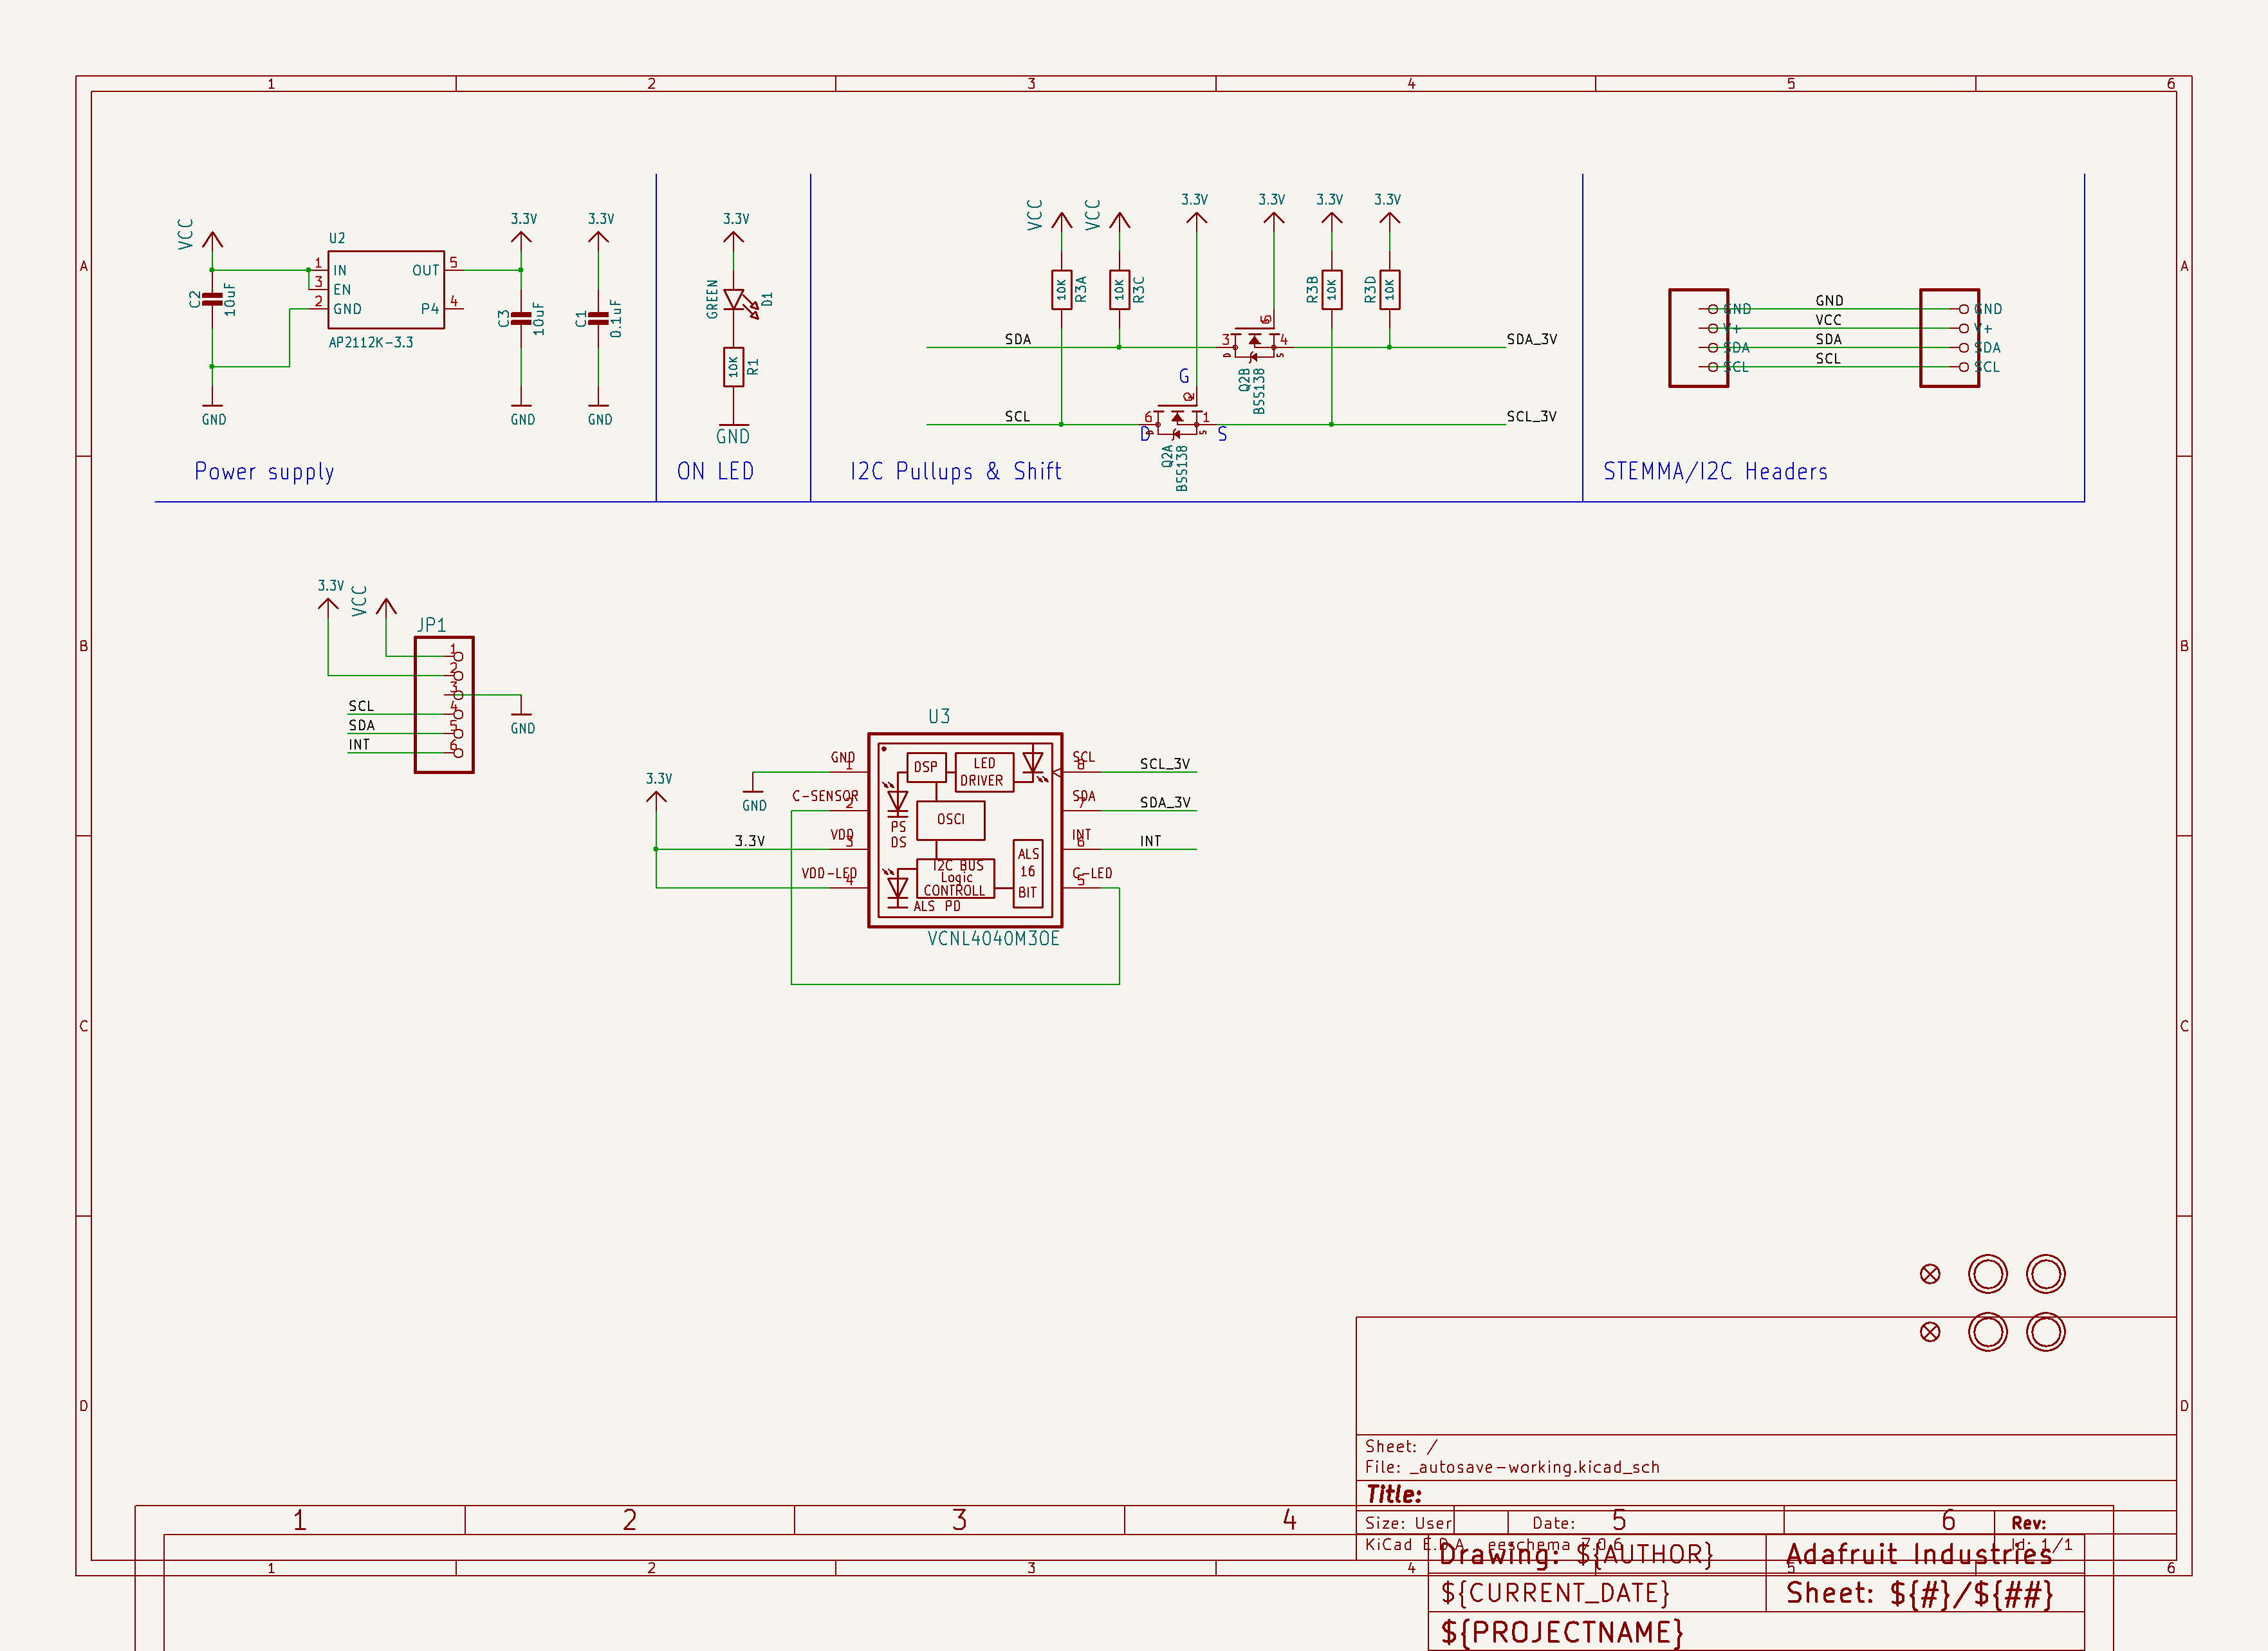 1 2 3 4 5 6
A A
B B
C C
D D
VCC
C2
10uF
GND
U2
1 IN
3 EN
2 GND
OUT 5
P4 4
AP2112K-3.3
3.3V
C3
10uF
GND
3.3V
C1
0.1uF
GND
Power supply
3.3V
GREEN
D1
10K
R1
GND
ON LED
VCC
VCC
3.3V
3.3V
3.3V
3.3V
10K
R3A
10K
R3C
R3B
10K
R3D
10K
SDA
3
5
4
D
S
SDA_3V
Q2B
BSS138
G
SCL
6
1
D
S
SCL_3V
Q2A
BSS138
I2C Pullups & Shift
GND
V+
SDA
SCL
GND
VCC
SDA
SCL
GND
V+
SDA
SCL
STEMMA/I2C Headers
3.3V
VCC
JP1
1
2
3
4
5
6
SCL
SDA
INT
GND
U3
3.3V
3.3V
GND
GND
1
C-SENSOR
2
VDD
3
VDD-LED
4
DSP
LED
DRIVER
OSCI
PS
DS
I2C BUS
Logic
CONTROLL
ALS PD
ALS
16
BIT
SCL
8
SDA
7
INT
6
C-LED
5
SCL_3V
SDA_3V
INT
VCNL4040M3OE
Sheet: /
File: _autosave-working.kicad_sch
Title:
Size: User
Date:
Rev:
KiCad E.D.A. eeschema 7.0.6
Id: 1/1
1 2 3 4 5 6
1 2 3 4 5 6
Drawing: ${AUTHOR}
Adafruit Industries
${CURRENT_DATE}
Sheet: ${#}/${##}
${PROJECTNAME}